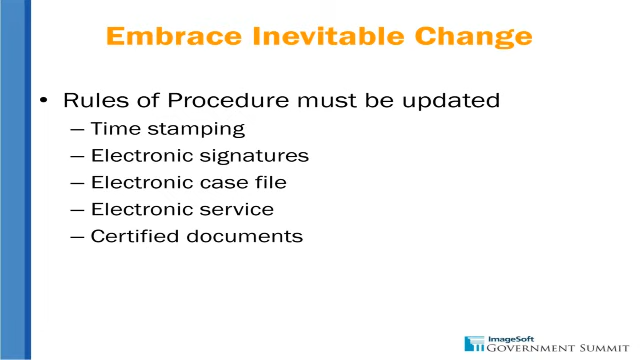 Embrace Inevitable Change
• Rules of Procedure must be updated
– Time stamping
– Electronic signatures
– Electronic case file
– Electronic service
– Certified documents
ImageSoft
GOVERNMENT SUMMIT